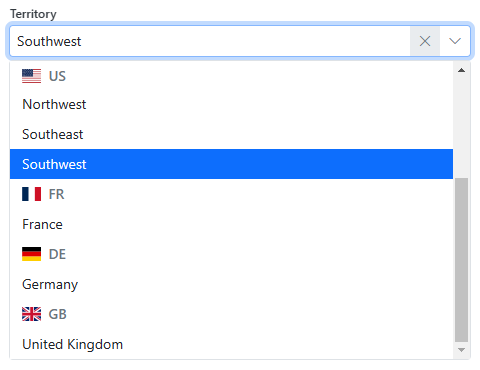 Territory
Southwest
US
Northwest
Southeast
Southwest
FR
France
DE
Germany
GB
United Kingdom